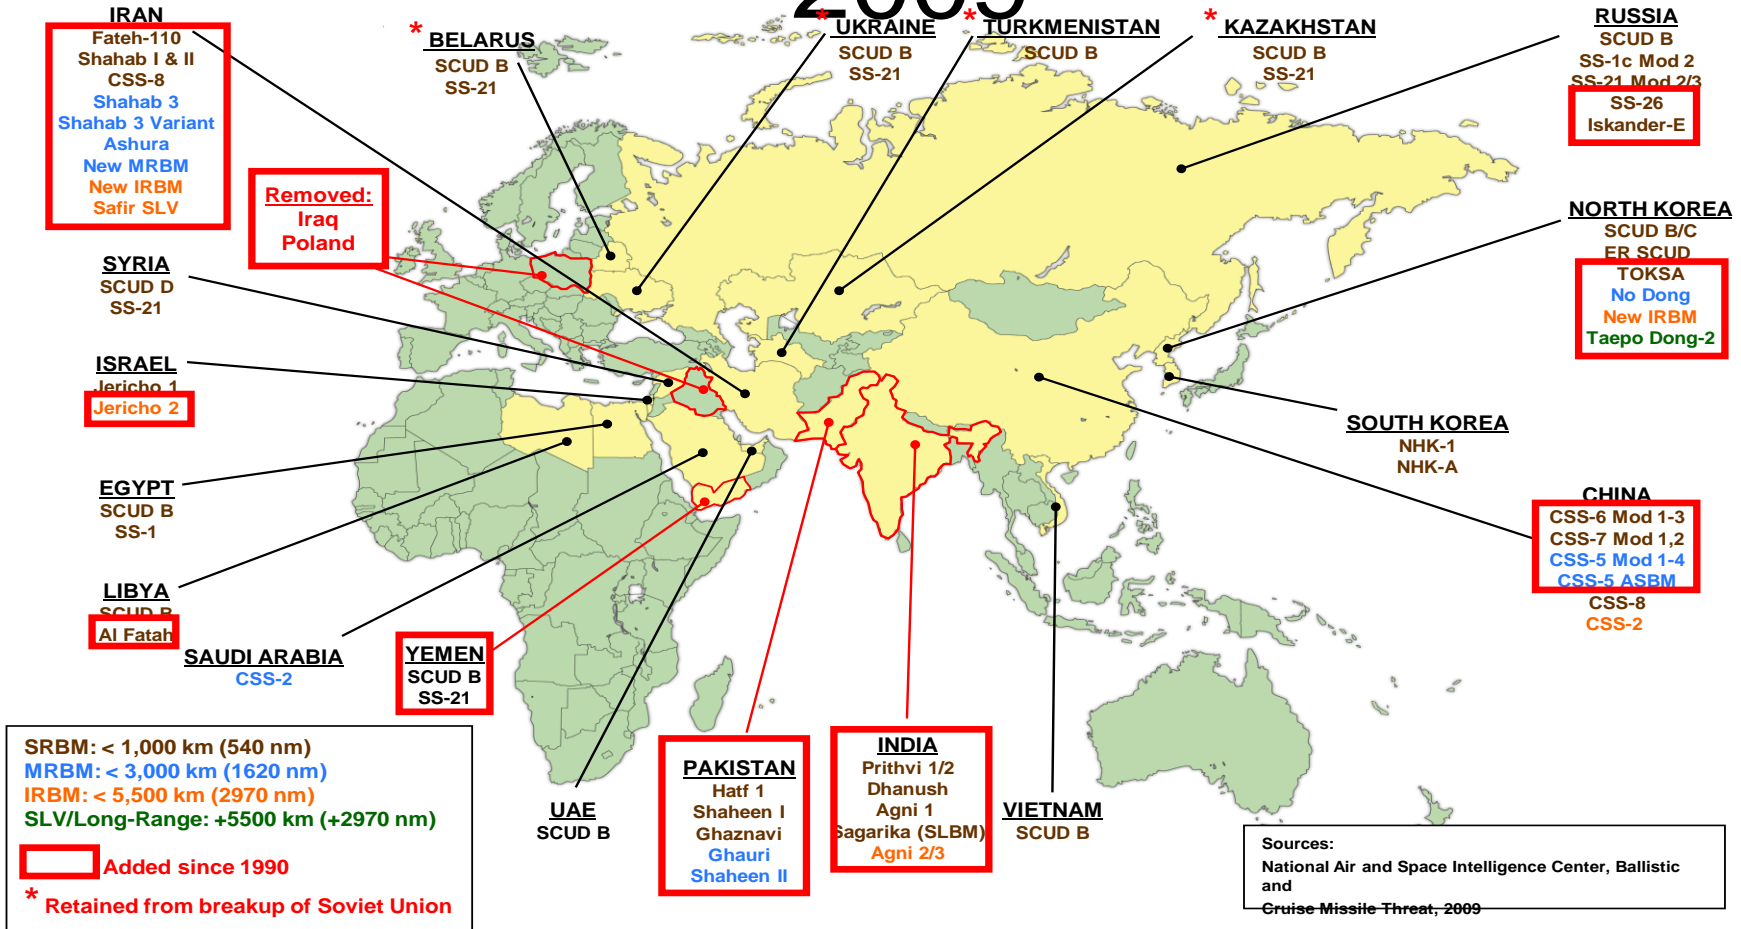 2009
IRAN
Fateh-110
Shahab I & II
CSS-8
Shahab 3
Shahab 3 Variant
Ashura
New MRBM
New IRBM
Safir SLV
* BELARUS
SCUD B
SS-21
* UKRAINE
SCUD B
SS-21
* TURKMENISTAN
SCUD B
* KAZAKHSTAN
SCUD B
SS-21
RUSSIA
SCUD B
SS-1c Mod 2
SS-21 Mod 2/3
SS-26
Iskander-E
Removed:
Iraq
Poland
NORTH KOREA
SCUD B/C
ER SCUD
TOKSA
No Dong
New IRBM
Taepo Dong-2
SYRIA
SCUD D
SS-21
ISRAEL
Jericho 1
Jericho 2
SOUTH KOREA
NHK-1
NHK-A
EGYPT
SCUD B
SS-1
CHINA
CSS-6 Mod 1-3
CSS-7 Mod 1,2
CSS-5 Mod 1-4
CSS-5 ASBM
CSS-8
CSS-2
LIBYA
SCUD B
Al Fatah
SAUDI ARABIA
CSS-2
YEMEN
SCUD B
SS-21
UAE
SCUD B
PAKISTAN
Hatf 1
Shaheen I
Ghaznavi
Ghauri
Shaheen II
INDIA
Prithvi 1/2
Dhanush
Agni 1
Sagarika (SLBM)
Agni 2/3
VIETNAM
SCUD B
SRBM: < 1,000 km (540 nm)
MRBM: < 3,000 km (1620 nm)
IRBM: < 5,500 km (2970 nm)
SLV/Long-Range: +5500 km (+2970 nm)
Added since 1990
* Retained from breakup of Soviet Union
Sources:
National Air and Space Intelligence Center, Ballistic
and
Cruise Missile Threat, 2009